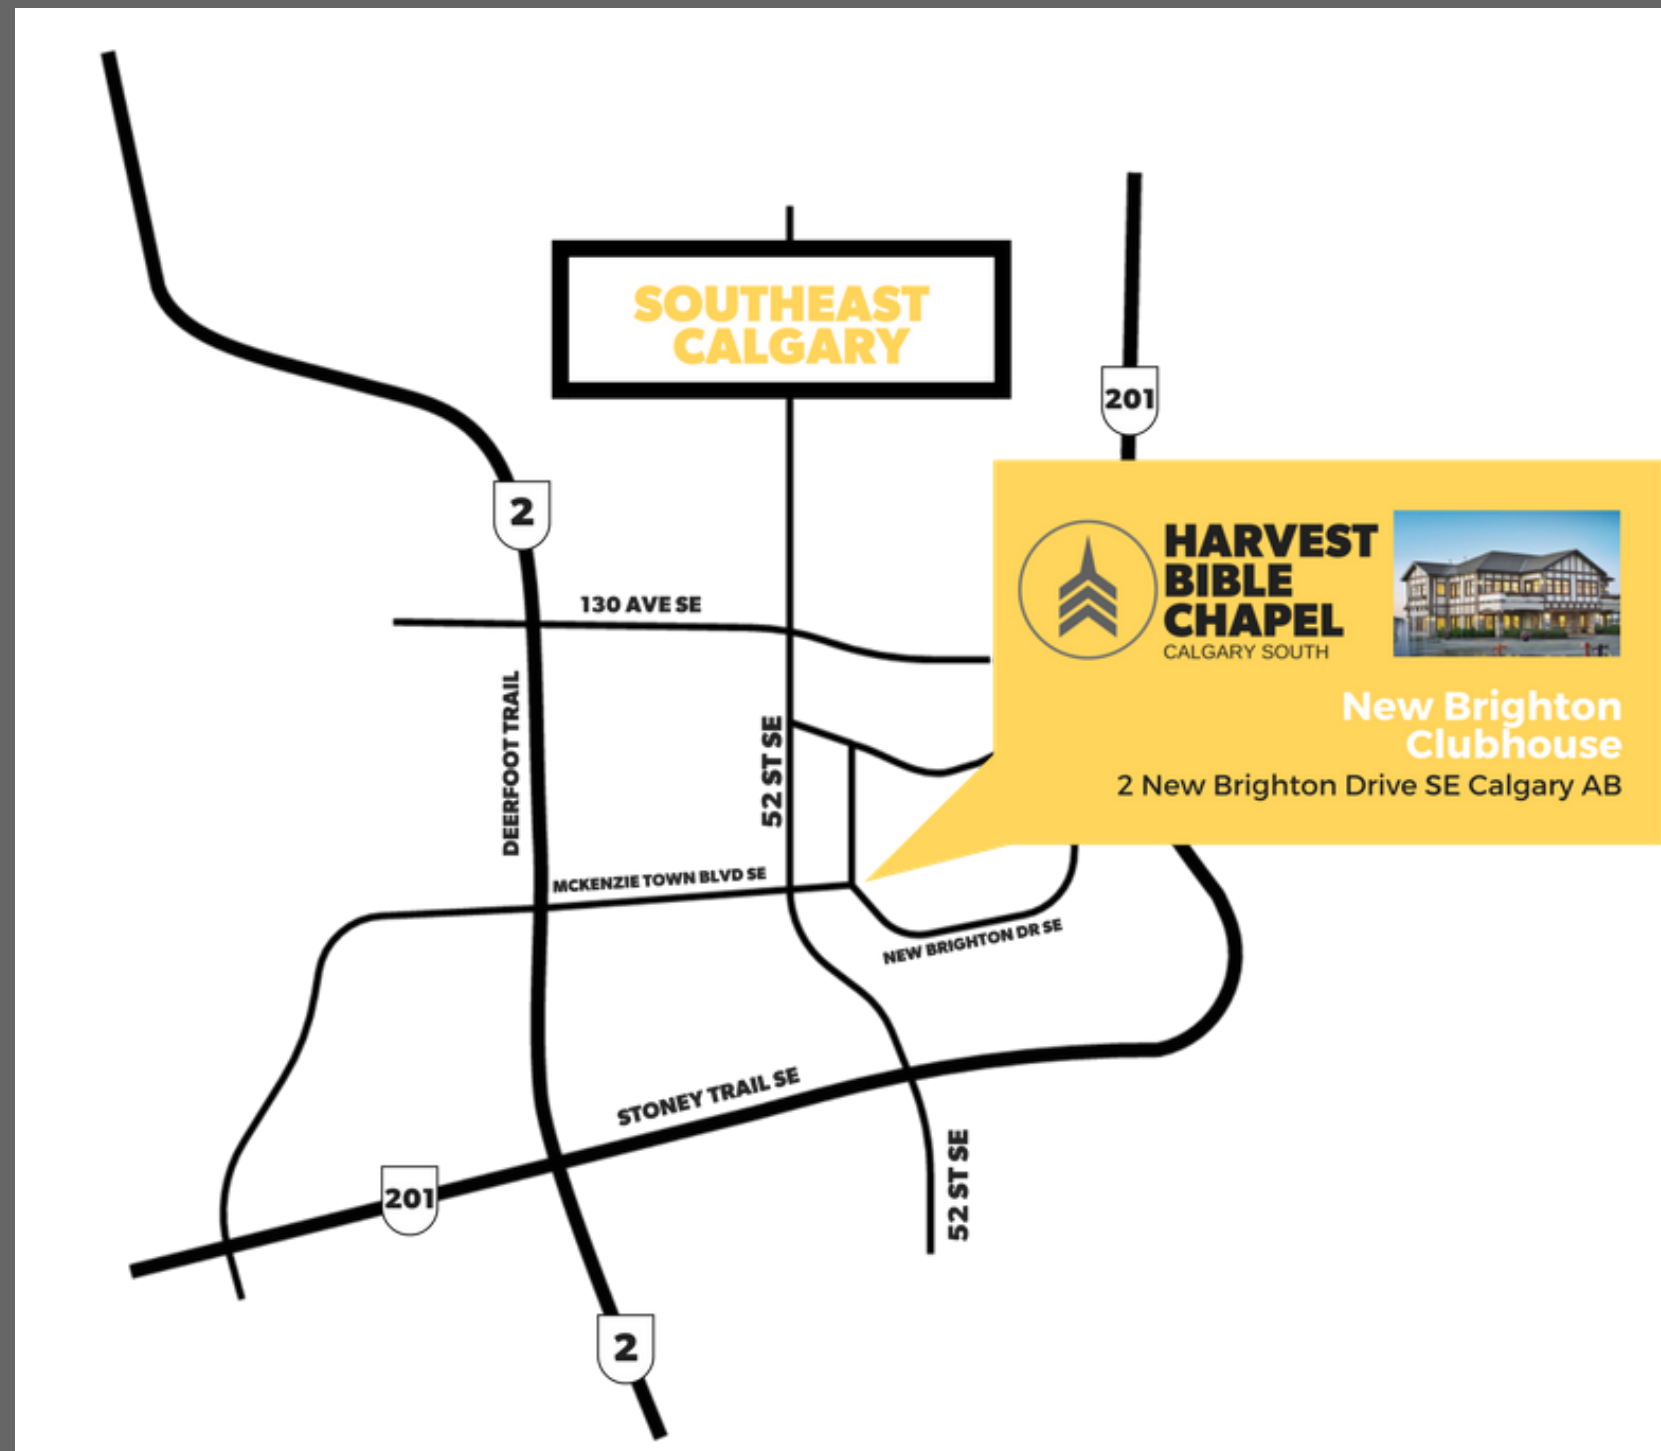 SOUTHEAST
CALGARY
201
2
HARVEST
BIBLE
CHAPEL
CALGARY SOUTH
130 AVE SE
DEERFOOT TRAIL
52 ST SE
New Brighton
Clubhouse
2 New Brighton Drive SE Calgary AB
MCKENZIE TOWN BLVD SE
NEW BRIGHTON DR SE
STONEY TRAIL SE
201
52 ST SE
2